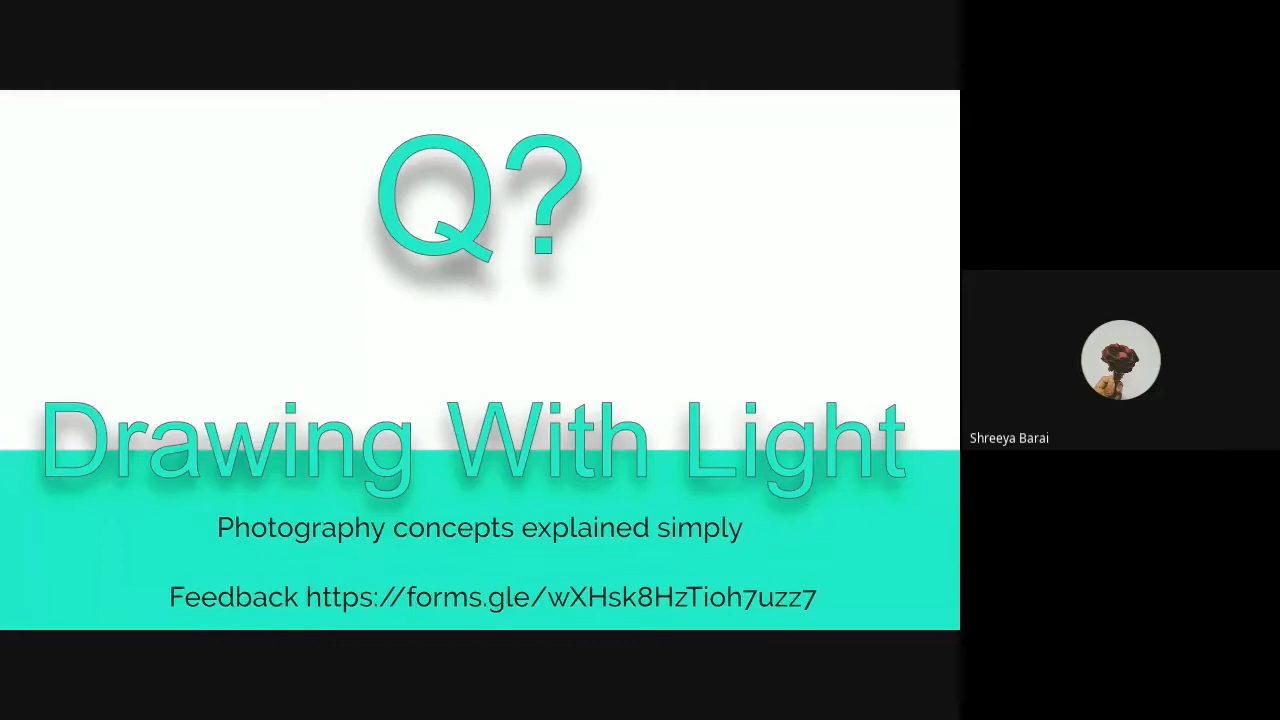 Q?
Drawing With Light
Photography concepts explained simply
Feedback https://forms.gle/wXHsk8HzTioh7uzz7
Shreeya Barai